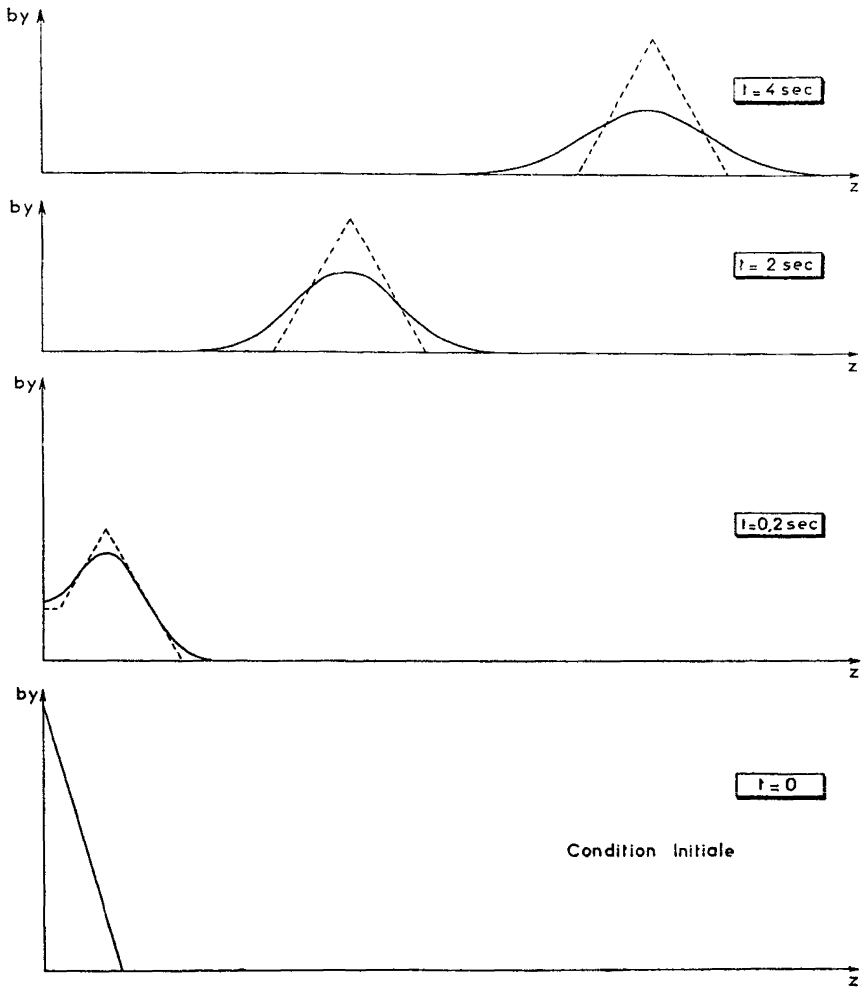 by
t = 4 sec
z
by
t = 2 sec
z
by
t=0,2 sec
z
by
t = 0
Condition Initiale
z